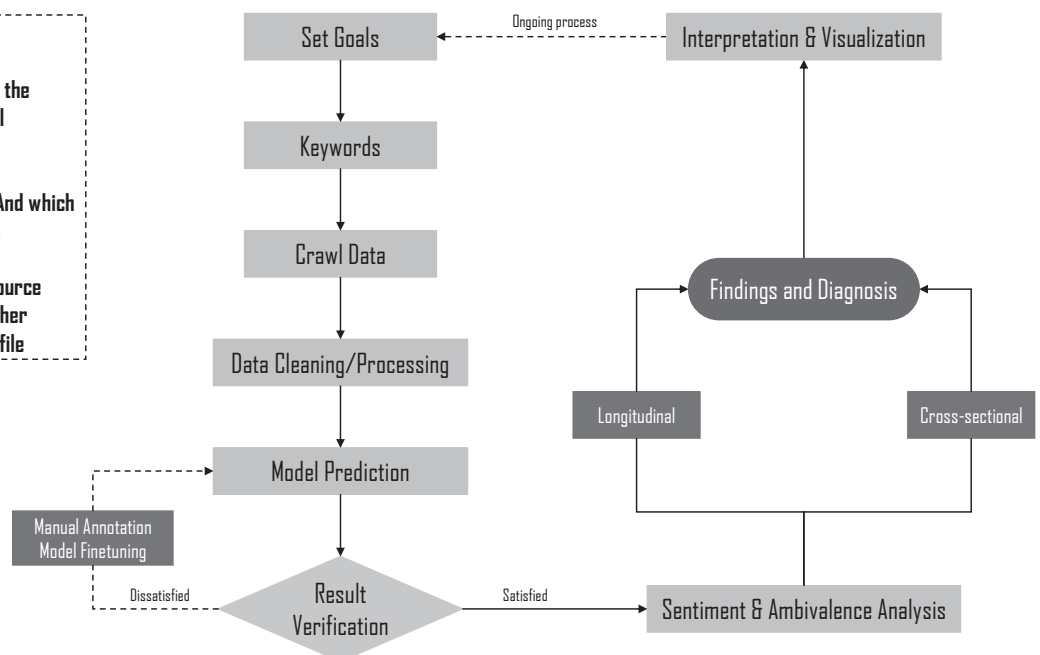 the
And which
ource
her
file
Set Goals
Ongoing process
Interpretation & Visualization
Keywords
Crawl Data
Findings and Diagnosis
Data Cleaning/Processing
Longitudinal
Cross-sectional
Model Prediction
Manual Annotation
Model Finetuning
Dissatisfied
Result
Verification
Satisfied
Sentiment & Ambivalence Analysis